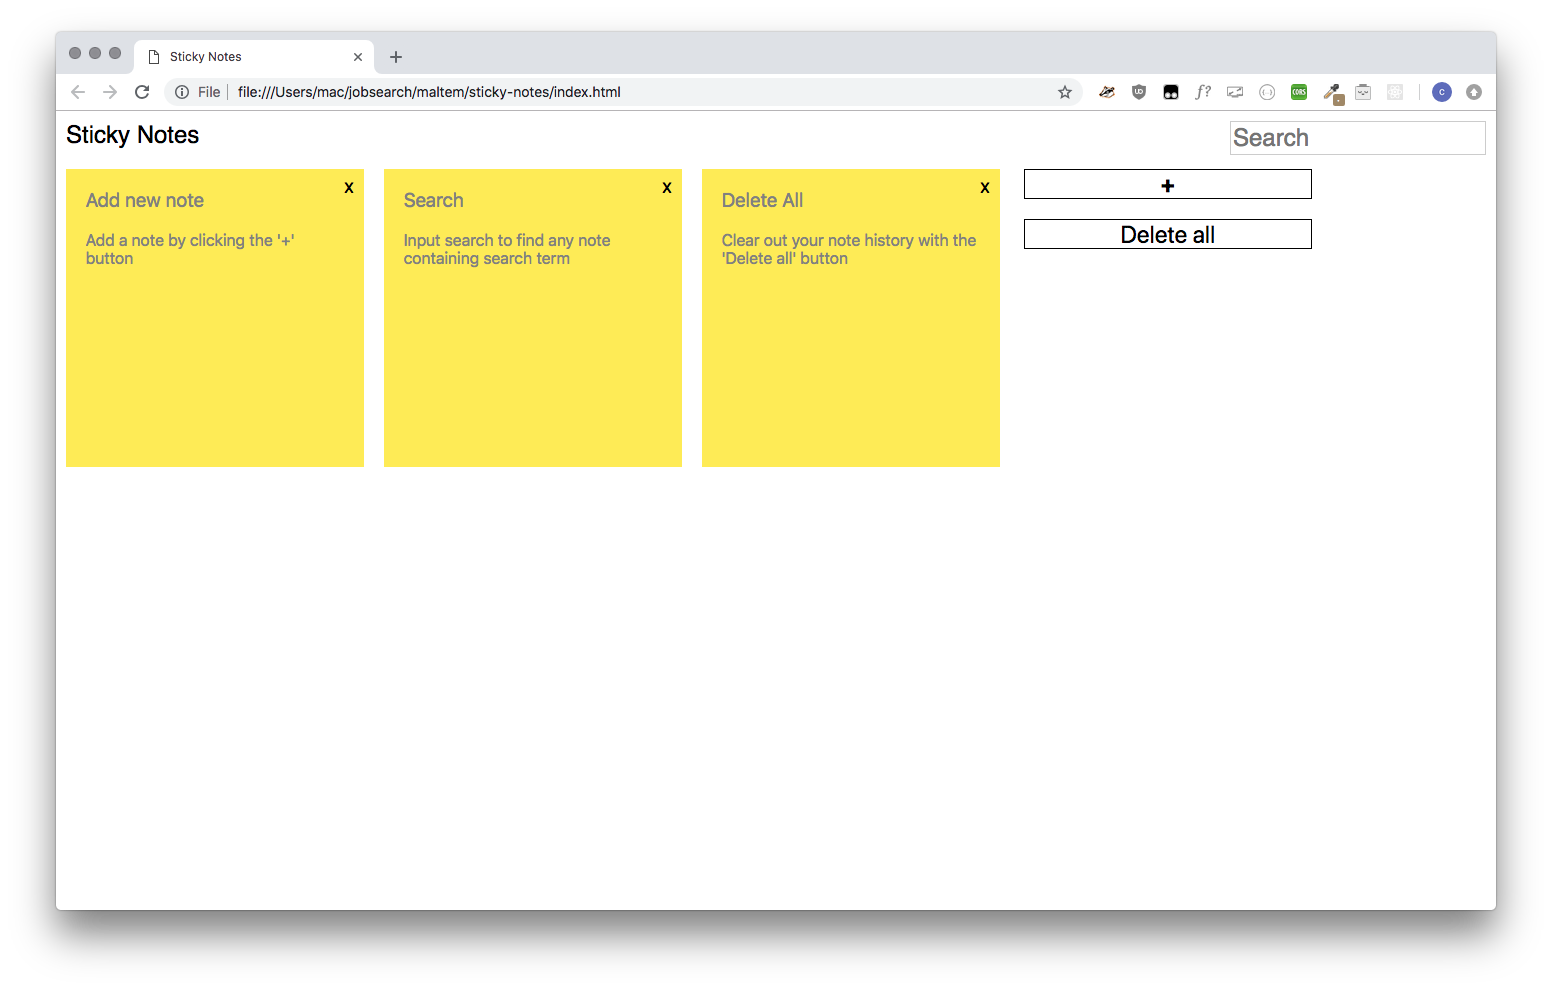 Sticky Notes
File
file:///Users/mac/jobsearch/maltem/sticky-notes/index.html
UD
f?
CORS
C
Sticky Notes
Search
Add new note
X
Add a note by clicking the '+'
button
Search
X
Input search to find any note
containing search term
Delete All
X
Clear out your note history with the
'Delete all' button
+
Delete all